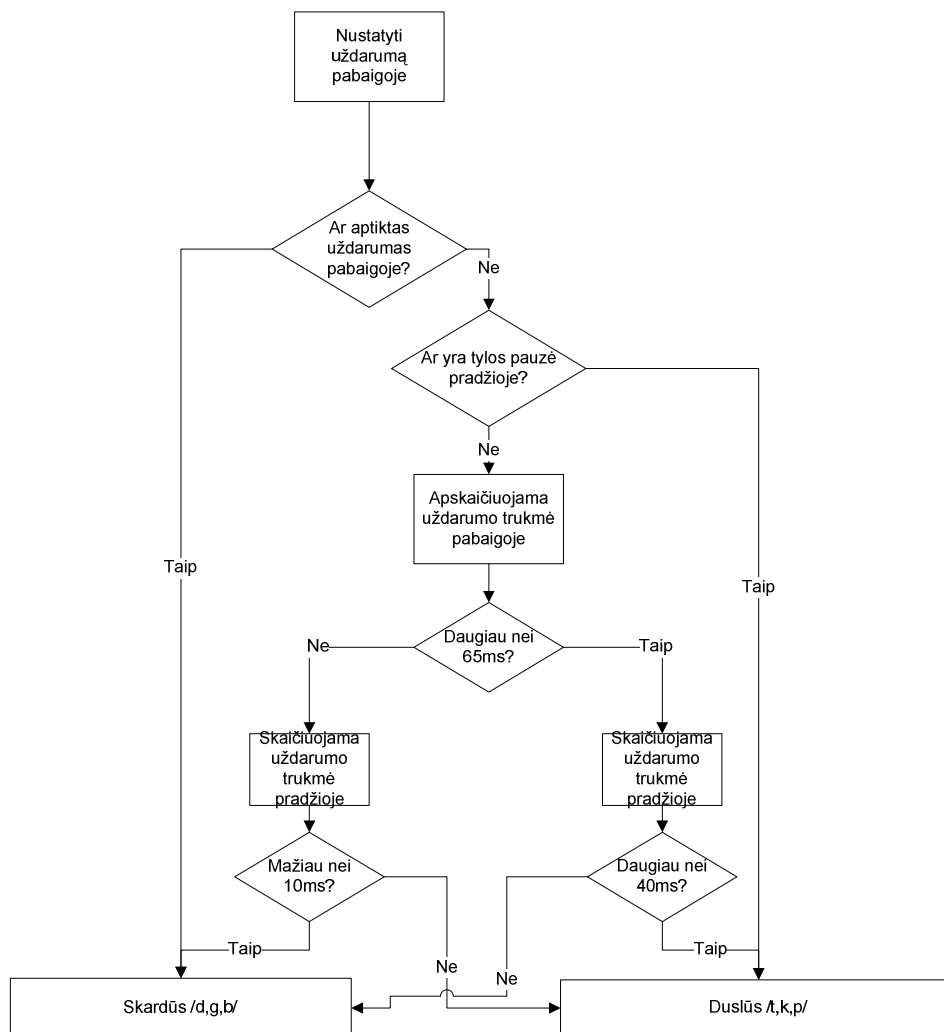 Nustatyti
uždarumą
pabaigoje
Ar aptiktas
uždarumas
pabaigoje?
Ne
Ar yra tylos pauzė
pradžioje?
Ne
Apskaičiuojama
uždarumo trukmė
pabaigoje
Taip
Taip
Daugiau nei
65ms?
Ne
Taip
Skaičiuojama
uždarumo
trukmė
pradžioje
Skaičiuojama
uždarumo
trukmė
pradžioje
Mažiau nei
10ms?
Daugiau nei
40ms?
Taip
Taip
Ne
Ne
Skardūs /d,g,b/
Duslūs /t,k,p/